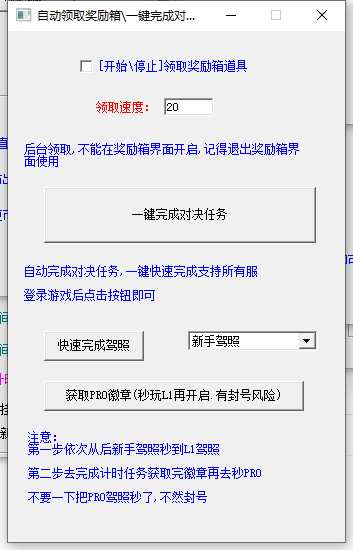 自动领取奖励箱\一键完成对...
[开始\停止]领取奖励箱道具
领取速度:
20
后台领取,不能在奖励箱界面开启,记得退出奖励箱界
面使用
一键完成对决任务
自动完成对决任务,一键快速完成支持所有服
登录游戏后点击按钮即可
快速完成驾照
新手驾照
获取PRO徽章(秒玩L1再开启.有封号风险)
注意:
第一步依次从后新手驾照秒到L1驾照
第二步去完成计时任务获取完徽章再去秒PRO
不要一下把PRO驾照秒了,不然封号